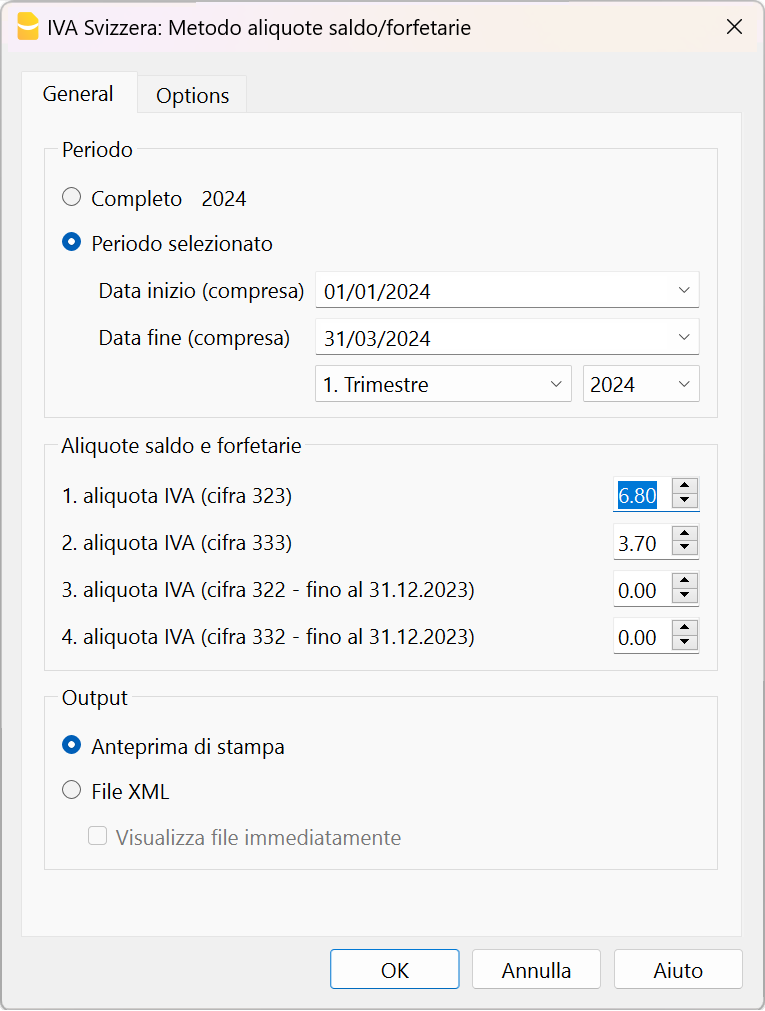 IVA Svizzera: Metodo aliquote saldo/forfetarie
General Options
Periodo
Completo 2024
Periodo selezionato
Data inizio (compresa) 01/01/2024
Data fine (compresa) 31/03/2024
1. Trimestre 2024
Aliquote saldo e forfetarie
1. aliquota IVA (cifra 323) 6.80
2. aliquota IVA (cifra 333) 3.70
3. aliquota IVA (cifra 322 - fino al 31.12.2023) 0.00
4. aliquota IVA (cifra 332 - fino al 31.12.2023) 0.00
Output
Anteprima di stampa
File XML
Visualizza file immediatamente
OK Annulla Aiuto